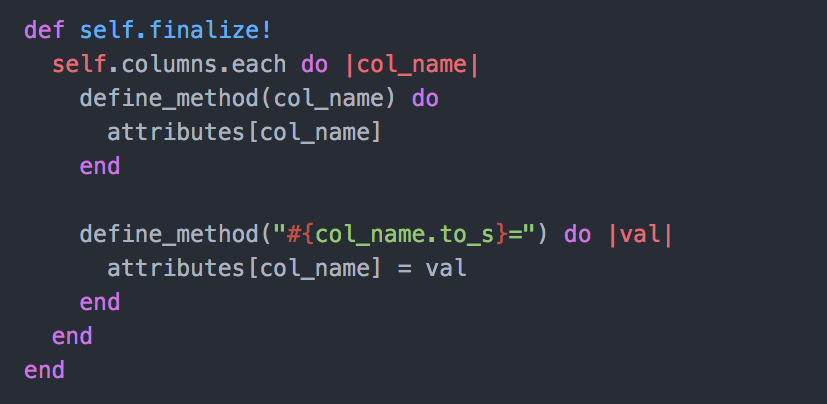 def self.finalize!
  self.columns.each do |col_name|
    define_method(col_name) do
      attributes[col_name]
    end

    define_method("#{col_name.to_s}=") do |val|
      attributes[col_name] = val
    end
  end
end